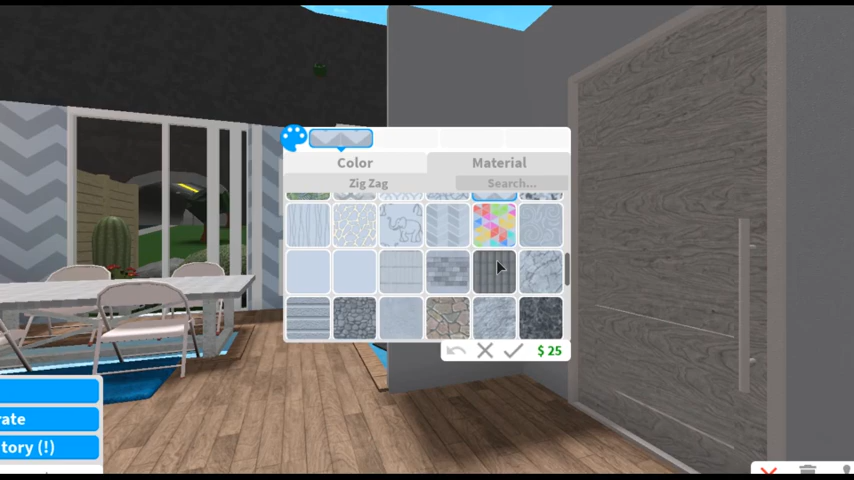 Color
Material
Zig Zag
Search...
$ 25
rate
tory (!)